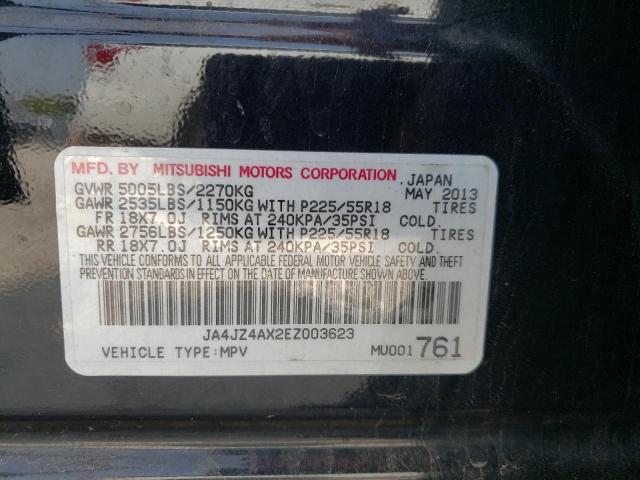 MFD. BY MITSUBISHI MOTORS CORPORATION JAPAN
GVWR 5005LBS/2270KG MAY 2013
GAWR 2535LBS/1150KG WITH P225/55R18 TIRES
FR 18X7.0J RIMS AT 240KPA/35PSI COLD.
GAWR 2756LBS/1250KG WITH P225/55R18 TIRES
RR 18X7.0J RIMS AT 240KPA/35PSI COLD.
THIS VEHICLE CONFORMS TO ALL APPLICABLE FEDERAL MOTOR VEHICLE SAFETY AND THEFT
PREVENTION STANDARDS IN EFFECT ON THE DATE OF MANUFACTURE SHOWN ABOVE.
JA4JZ4AX2EZ003623
VEHICLE TYPE:MPV MU001761